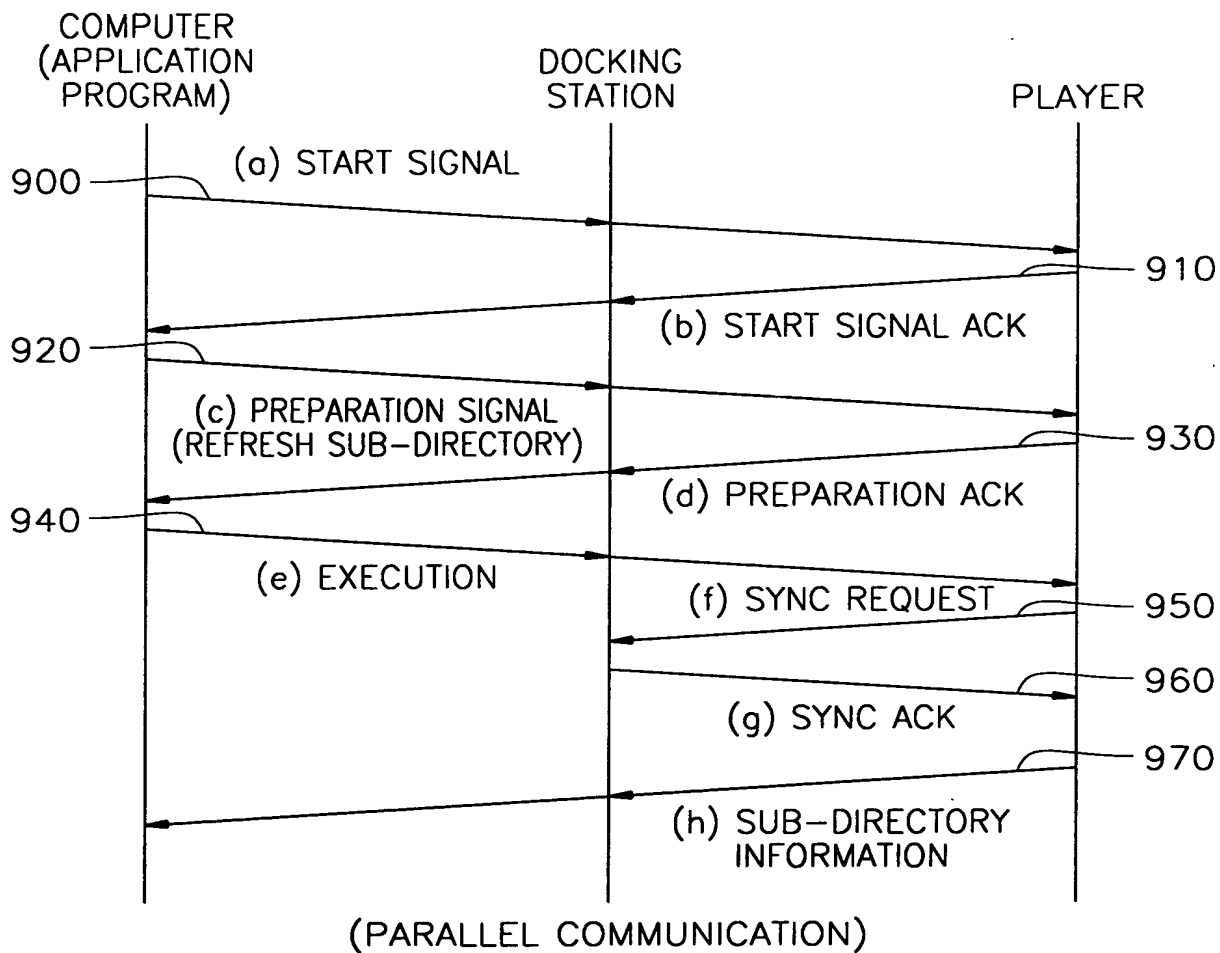 COMPUTER
(APPLICATION
PROGRAM)
DOCKING
STATION
PLAYER
(a) START SIGNAL
900
910
(b) START SIGNAL ACK
920
(c) PREPARATION SIGNAL
(REFRESH SUB-DIRECTORY)
930
(d) PREPARATION ACK
940
(e) EXECUTION
(f) SYNC REQUEST
950
960
(g) SYNC ACK
970
(h) SUB-DIRECTORY
INFORMATION
(PARALLEL COMMUNICATION)